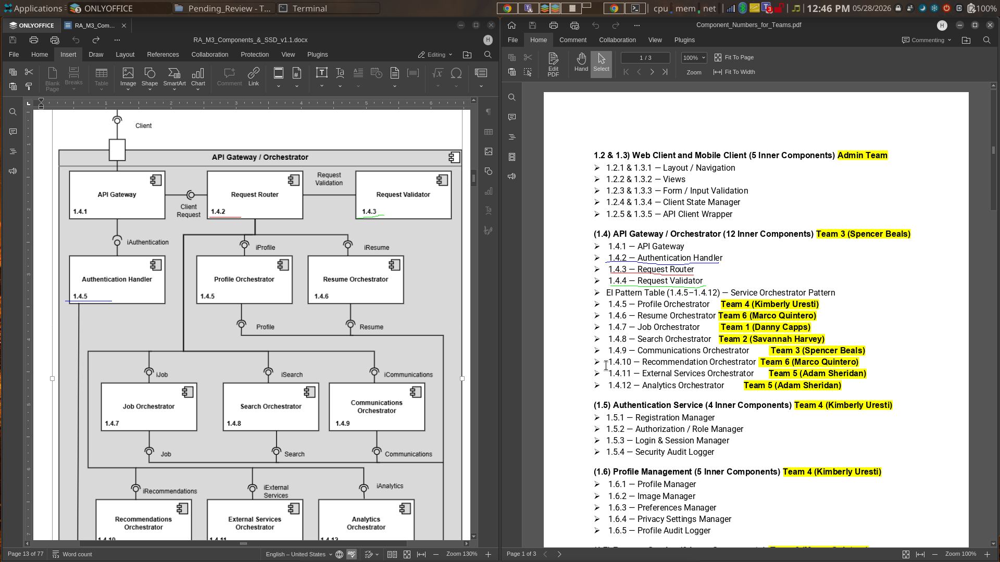 Applications
ONLYOFFICE
Pending_Review - T...
Terminal
cpu
mem
net
3
12:46 PM 05/28/2026
100%
ONLYOFFICE
RA_M3_Com...
RA_M3_Components_&_SSD_v1.1.docx
H
File Home Insert Draw Layout References Collaboration Protection View Plugins
Editing
Blank Page
Breaks
Table
Image
Shape
SmartArt
Chart
Comment
Link
1 2 3 4 5 6
Client
API Gateway / Orchestrator
API Gateway
1.4.1
Client Request
Request Router
1.4.2
Request Validation
Request Validator
1.4.3
iAuthentication
iProfile
iResume
Authentication Handler
1.4.5
Profile Orchestrator
1.4.5
Resume Orchestrator
1.4.6
Profile
Resume
iJob
iSearch
iCommunications
Job Orchestrator
1.4.7
Search Orchestrator
1.4.8
Communications Orchestrator
1.4.9
Job
Search
Communications
iRecommendations
iExternal Services
iAnalytics
Recommendations Orchestrator
1.4.10
External Services Orchestrator
1.4.11
Analytics Orchestrator
1.4.12
Page 13 of 77
Word count
English – United States
Zoom 130%
Component_Numbers_for_Teams.pdf
H
File Home Comment Collaboration View Plugins
Commenting
Edit PDF
Hand
Select
1 / 3
100%
Zoom
Fit To Page
Fit To Width
1.2 & 1.3) Web Client and Mobile Client (5 Inner Components) Admin Team
➢ 1.2.1 & 1.3.1 — Layout / Navigation
➢ 1.2.2 & 1.3.2 — Views
➢ 1.2.3 & 1.3.3 — Form / Input Validation
➢ 1.2.4 & 1.3.4 — Client State Manager
➢ 1.2.5 & 1.3.5 — API Client Wrapper
(1.4) API Gateway / Orchestrator (12 Inner Components) Team 3 (Spencer Beals)
➢ 1.4.1 — API Gateway
➢ 1.4.2 — Authentication Handler
➢ 1.4.3 — Request Router
➢ 1.4.4 — Request Validator
➢ EI Pattern Table (1.4.5–1.4.12) — Service Orchestrator Pattern
➢ 1.4.5 — Profile Orchestrator Team 4 (Kimberly Uresti)
➢ 1.4.6 — Resume Orchestrator Team 6 (Marco Quintero)
➢ 1.4.7 — Job Orchestrator Team 1 (Danny Capps)
➢ 1.4.8 — Search Orchestrator Team 2 (Savannah Harvey)
➢ 1.4.9 — Communications Orchestrator Team 3 (Spencer Beals)
➢ 1.4.10 — Recommendation Orchestrator Team 6 (Marco Quintero)
➢ 1.4.11 — External Services Orchestrator Team 5 (Adam Sheridan)
➢ 1.4.12 — Analytics Orchestrator Team 5 (Adam Sheridan)
(1.5) Authentication Service (4 Inner Components) Team 4 (Kimberly Uresti)
➢ 1.5.1 — Registration Manager
➢ 1.5.2 — Authorization / Role Manager
➢ 1.5.3 — Login & Session Manager
➢ 1.5.4 — Security Audit Logger
(1.6) Profile Management (5 Inner Components) Team 4 (Kimberly Uresti)
➢ 1.6.1 — Profile Manager
➢ 1.6.2 — Image Manager
➢ 1.6.3 — Preferences Manager
➢ 1.6.4 — Privacy Settings Manager
➢ 1.6.5 — Profile Audit Logger
Page 1 of 3
Zoom 100%